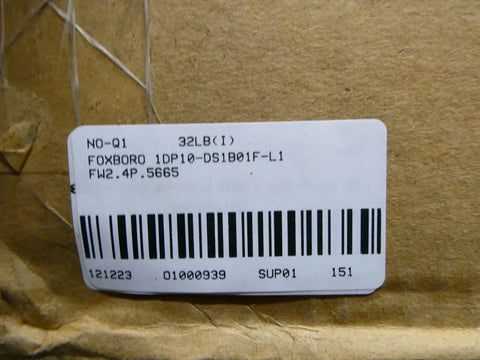 NO-Q1 32LB(I)
FOXBORO 1DP10-DS1B01F-L1
FW2.4P.5665
121223 01000939 SUP01 151